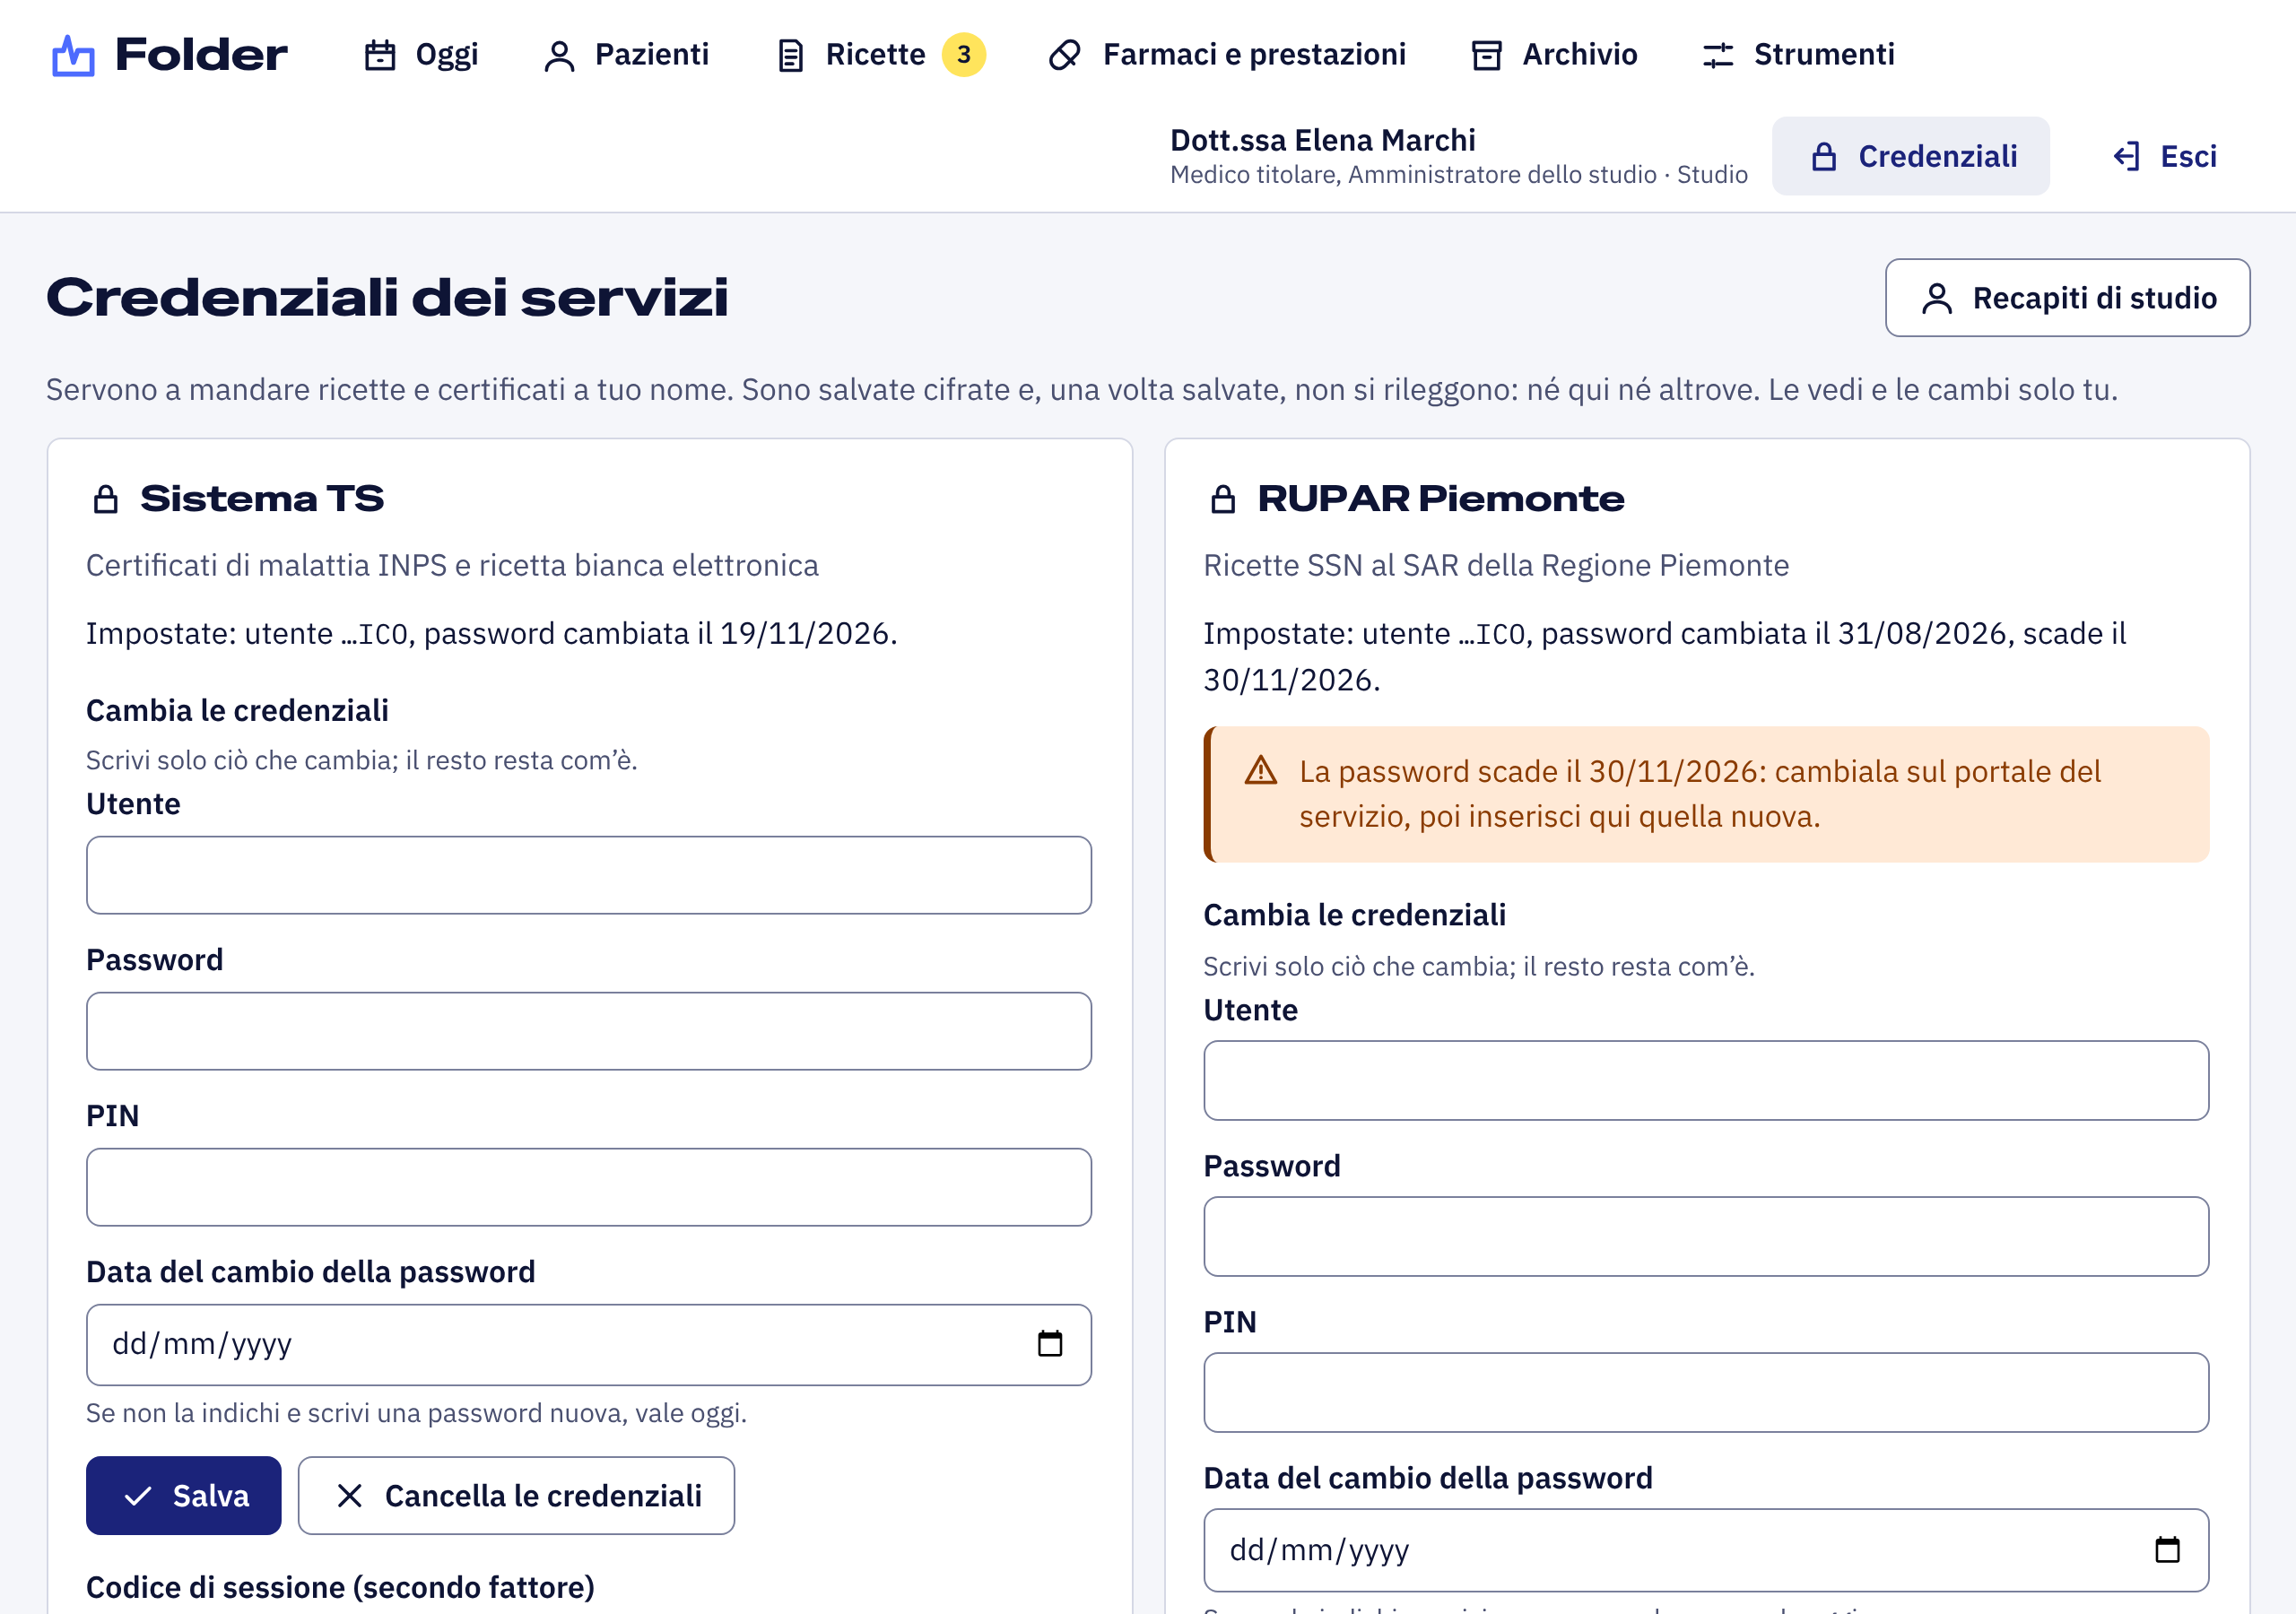 Folder
Oggi
Pazienti
Ricette 3
Farmaci e prestazioni
Archivio
Strumenti
Dott.ssa Elena Marchi
Medico titolare, Amministratore dello studio · Studio
Credenziali
Esci
Credenziali dei servizi
Recapiti di studio
Servono a mandare ricette e certificati a tuo nome. Sono salvate cifrate e, una volta salvate, non si rileggono: né qui né altrove. Le vedi e le cambi solo tu.
Sistema TS
Certificati di malattia INPS e ricetta bianca elettronica
Impostate: utente …ICO, password cambiata il 19/11/2026.
Cambia le credenziali
Scrivi solo ciò che cambia; il resto resta com’è.
Utente
Password
PIN
Data del cambio della password
dd/mm/yyyy
Se non la indichi e scrivi una password nuova, vale oggi.
Salva
Cancella le credenziali
Codice di sessione (secondo fattore)
RUPAR Piemonte
Ricette SSN al SAR della Regione Piemonte
Impostate: utente …ICO, password cambiata il 31/08/2026, scade il
30/11/2026.
La password scade il 30/11/2026: cambiala sul portale del
servizio, poi inserisci qui quella nuova.
Cambia le credenziali
Scrivi solo ciò che cambia; il resto resta com’è.
Utente
Password
PIN
Data del cambio della password
dd/mm/yyyy